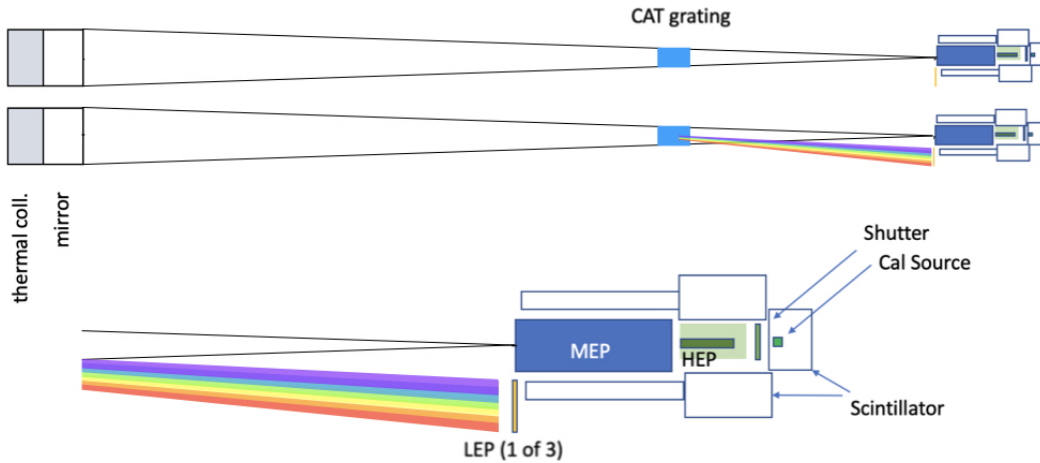 CAT grating
thermal coll.
mirror
Shutter
Cal Source
MEP
HEP
Scintillator
LEP (1 of 3)